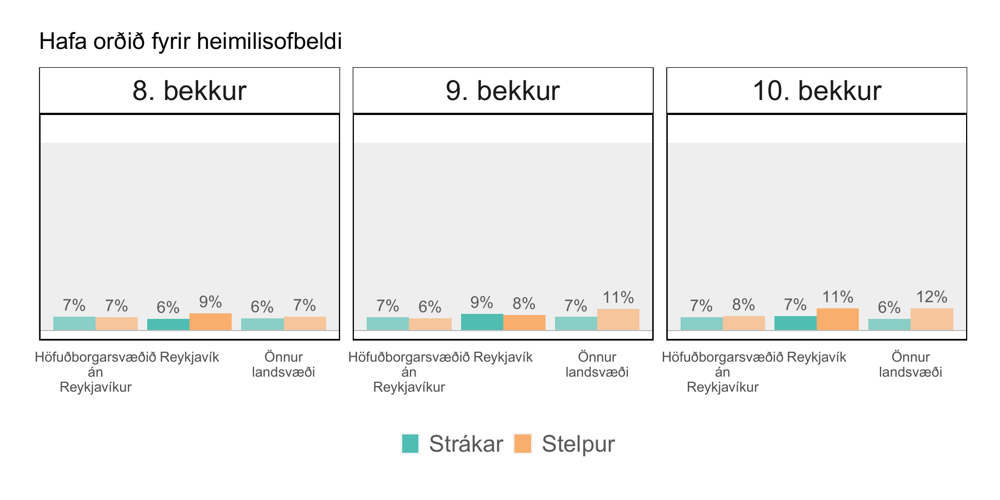 Hafa orðið fyrir heimilisofbeldi
8. bekkur
9. bekkur
10. bekkur
7% 7% 6% 9% 6% 7%
7% 6% 9% 8% 7% 11%
7% 8% 7% 11% 6% 12%
Höfuðborgarsvæðið Reykjavík Önnur
án landsvæði
Reykjavíkur
Höfuðborgarsvæðið Reykjavík Önnur
án landsvæði
Reykjavíkur
Höfuðborgarsvæðið Reykjavík Önnur
án landsvæði
Reykjavíkur
Strákar Stelpur